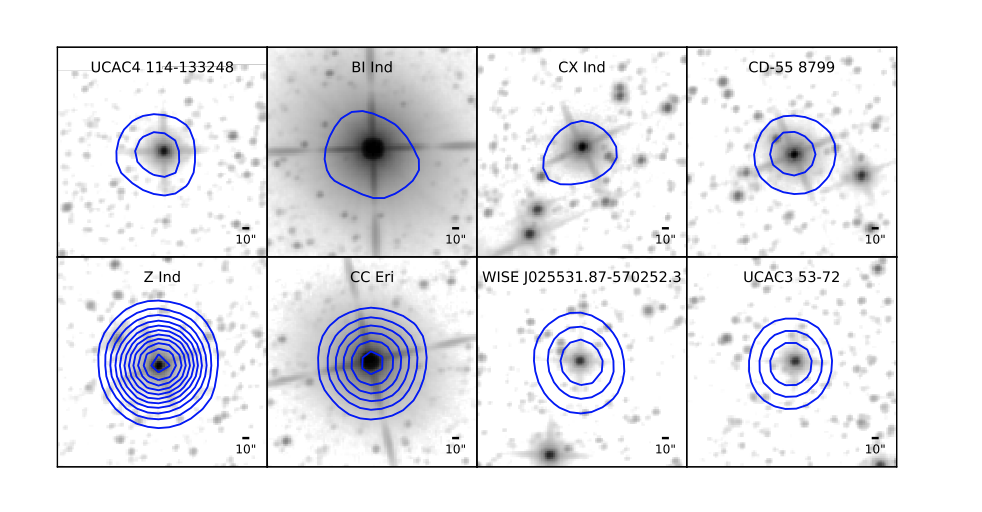 UCAC4 114-133248
BI Ind
CX Ind
CD-55 8799
10"
10"
10"
10"
Z Ind
CC Eri
WISE J025531.87-570252.3
UCAC3 53-72
10"
10"
10"
10"